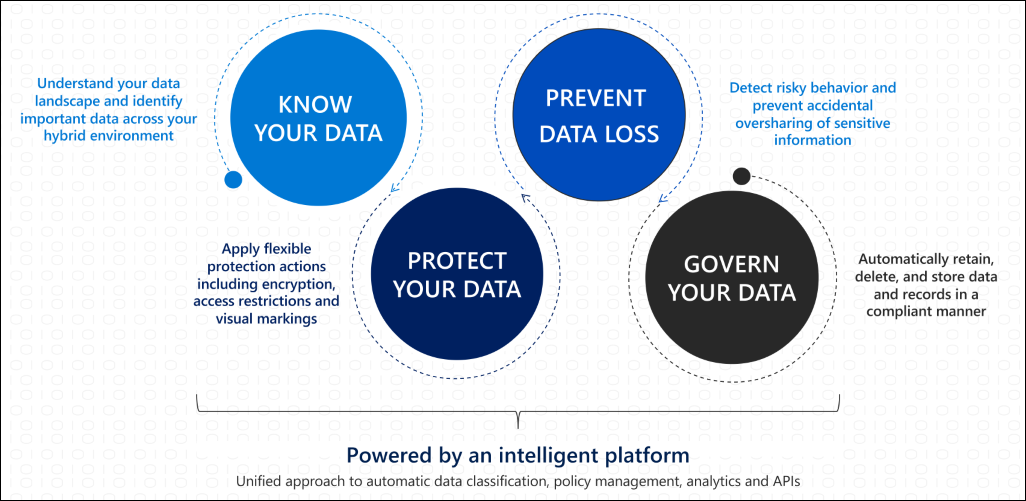 Understand your data
landscape and identify
important data across your
hybrid environment
KNOW
YOUR DATA
Apply flexible
protection actions
including encryption,
access restrictions and
visual markings
PROTECT
YOUR DATA
PREVENT
DATA LOSS
Detect risky behavior and
prevent accidental
oversharing of sensitive
information
GOVERN
YOUR DATA
Automatically retain,
delete, and store data
and records in a
compliant manner
Powered by an intelligent platform
Unified approach to automatic data classification, policy management, analytics and APIs